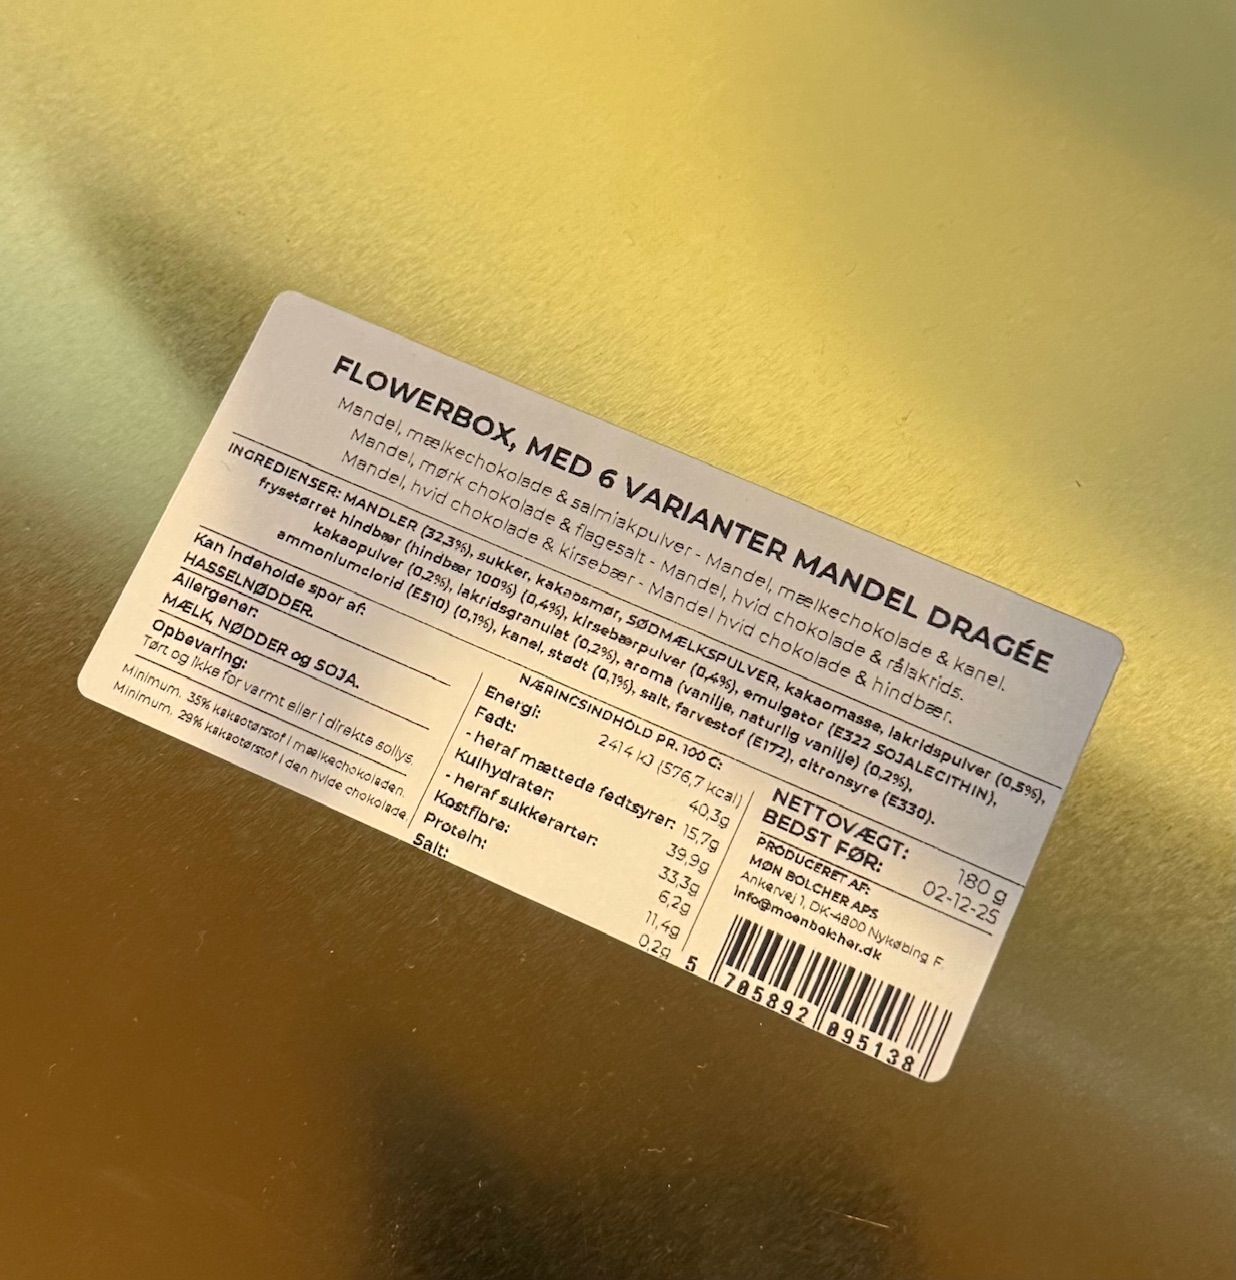 FLOWERBOX, MED 6 VARIANTER MANDEL DRAGÉE
Mandel, mælkechokolade & salmiakpulver - Mandel, mælkechokolade & kanel.
Mandel, mørk chokolade & flagesalt - Mandel, hvid chokolade & rålakrids.
Mandel, hvid chokolade & kirsebær - Mandel hvid chokolade & hindbær.
INGREDIENSER: MANDLER (32,3%), sukker, kakaosmør, SØDMÆLKSPULVER, kakaomasse, lakridspulver (0,5%),
frysetørret hindbær (hindbær 100%) (0,4%), kirsebærpulver (0,4%), emulgator (E322 SOJALECITHIN),
kakaopulver (0,2%), lakridsgranulat (0,2%), aroma (vanilje, naturlig vanilje) (0,2%),
ammoniumclorid (E510) (0,1%), kanel, stødt (0,1%), salt, farvestof (E172), citronsyre (E330).
Kan indeholde spor af:
HASSELNØDDER.
Allergener:
MÆLK, NØDDER og SOJA.
Opbevaring:
Tørt og ikke for varmt eller i direkte sollys.
Minimum. 35% kakaotørstof i mælkechokoladen.
Minimum. 29% kakaotørstof i den hvide chokolade.
NÆRINGSINDHOLD PR. 100 G:
Energi: 2414 kJ (576,7 kcal)
Fedt: 40,3g
- heraf mættede fedtsyrer: 15,7g
Kulhydrater: 39,9g
- heraf sukkerarter: 33,3g
Kostfibre: 6,2g
Protein: 11,4g
Salt: 0,2g
NETTOVÆGT: 180 g
BEDST FØR: 02-12-25
PRODUCERET AF:
MØN BOLCHER APS
Ankervej 1, DK-4800 Nykøbing F.
info@moenbolcher.dk
5 705892 095138